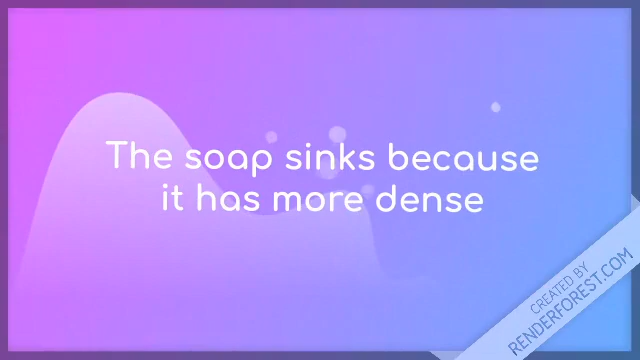 The soap sinks because
it has more dense
CREATED BY
RENDERFOREST.COM